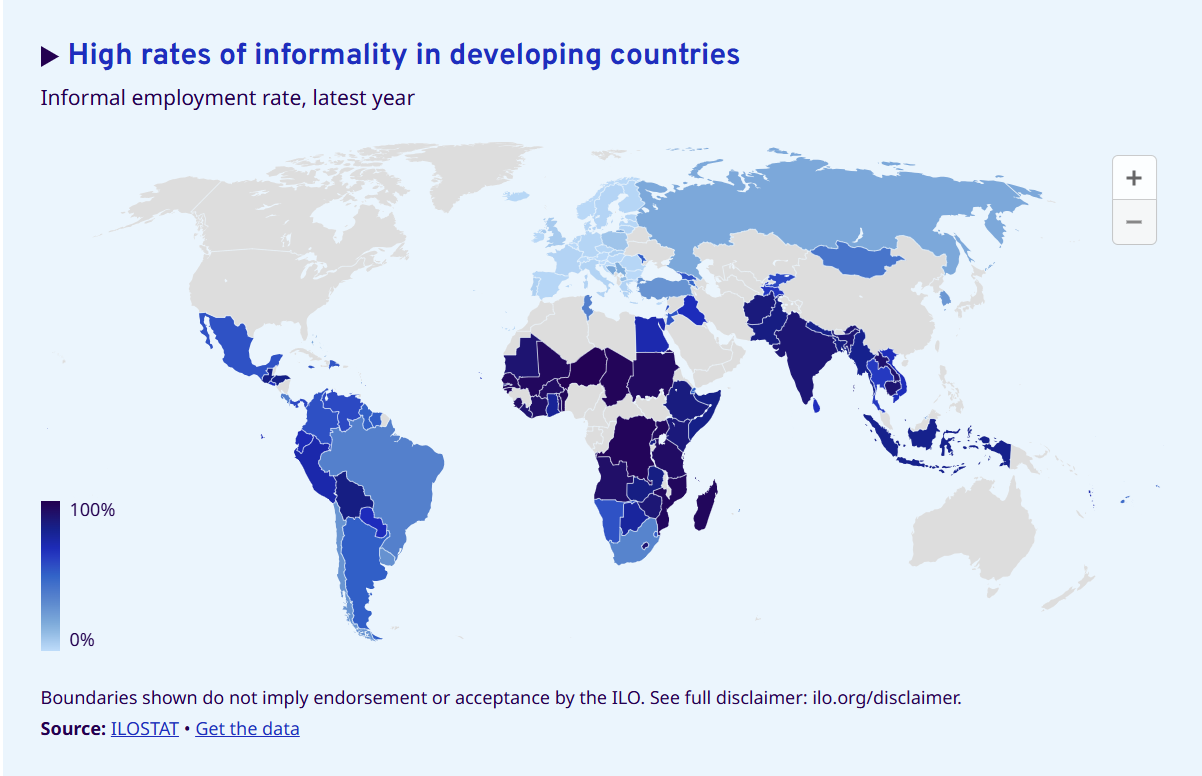 ▶ High rates of informality in developing countries
Informal employment rate, latest year
+
−
100%
0%
Boundaries shown do not imply endorsement or acceptance by the ILO. See full disclaimer: ilo.org/disclaimer.
Source: ILOSTAT • Get the data